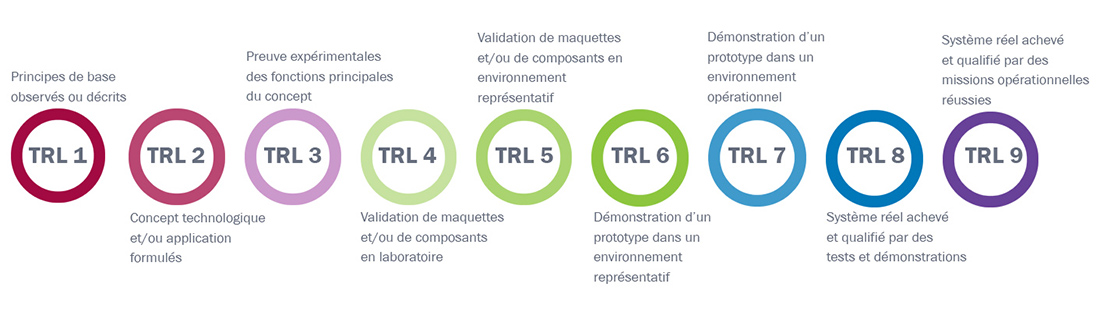 Principes de base
observés ou décrits
TRL 1
TRL 2
Concept technologique
et/ou application
formulés
Preuve expérimentales
des fonctions principales
du concept
TRL 3
TRL 4
Validation de maquettes
et/ou de composants
en laboratoire
Validation de maquettes
et/ou de composants en
environnement
représentatif
TRL 5
TRL 6
Démonstration d’un
prototype dans un
environnement
représentatif
Démonstration d’un
prototype dans un
environnement
opérationnel
TRL 7
TRL 8
Système réel achevé
et qualifié par des
tests et démonstrations
Système réel achevé
et qualifié par des
missions opérationnelles
réussies
TRL 9